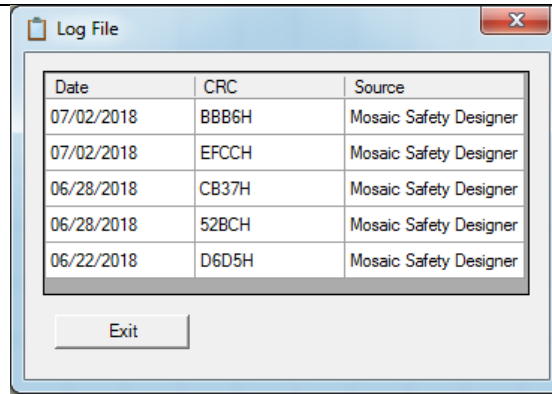 Log File
Date CRC Source
07/02/2018 BBB6H Mosaic Safety Designer
07/02/2018 EFCCH Mosaic Safety Designer
06/28/2018 CB37H Mosaic Safety Designer
06/28/2018 52BCH Mosaic Safety Designer
06/22/2018 D6D5H Mosaic Safety Designer
Exit